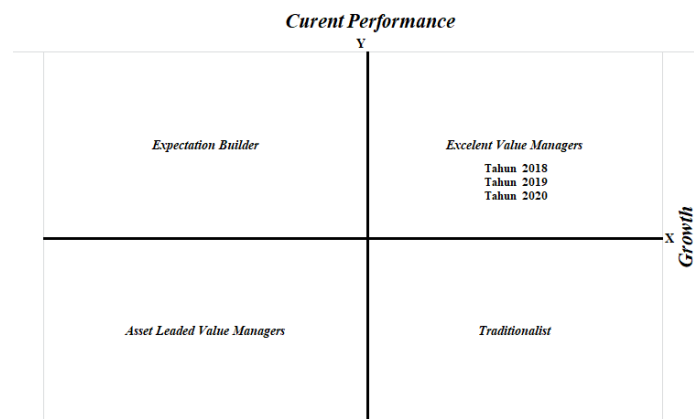 Curent Performance
Y
Expectation Builder
Excelent Value Managers
Tahun 2018
Tahun 2019
Tahun 2020
X
Growth
Asset Leaded Value Managers
Traditionalist